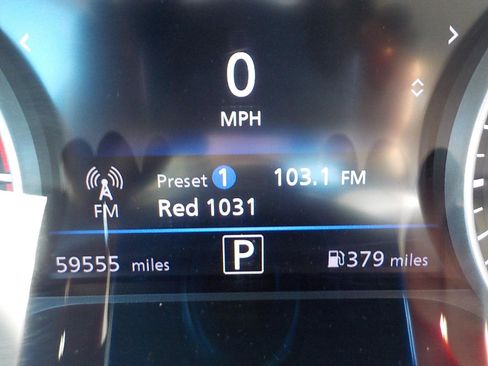 0
MPH
Preset 1 103.1 FM
FM Red 1031
59555 miles P 379 miles